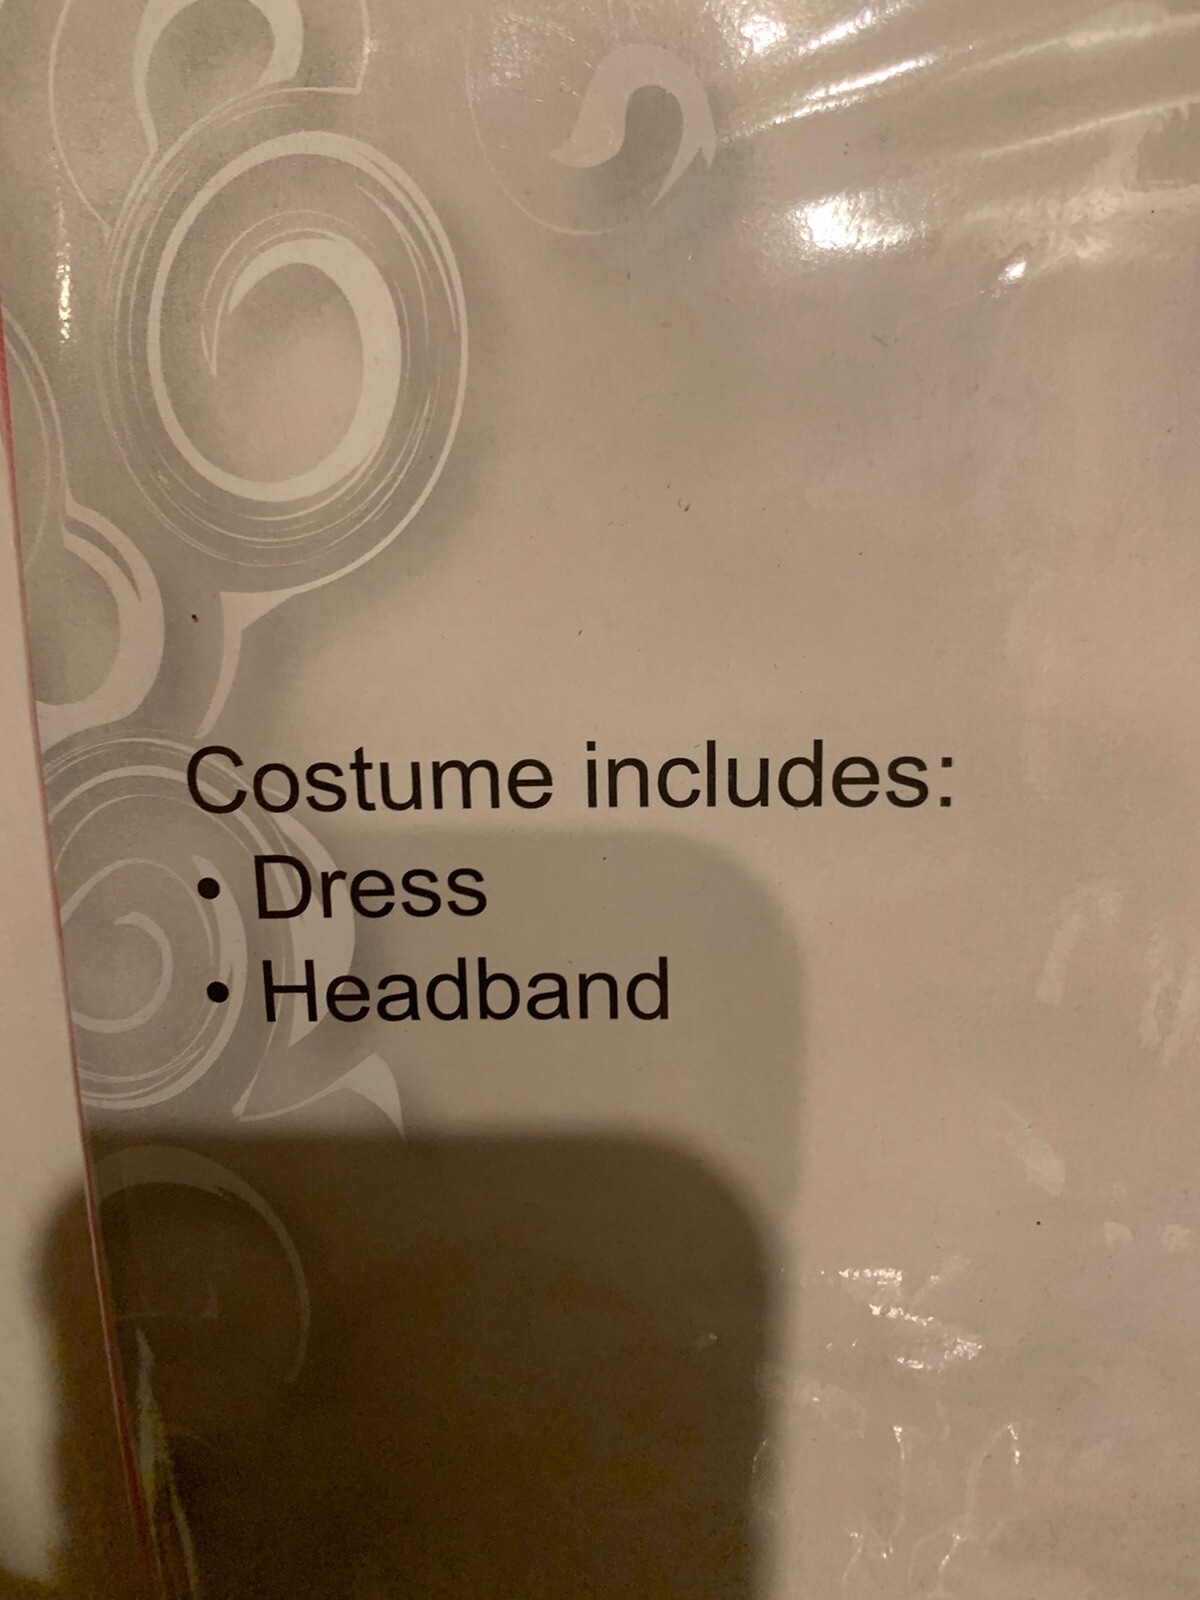 Costume includes:
• Dress
• Headband